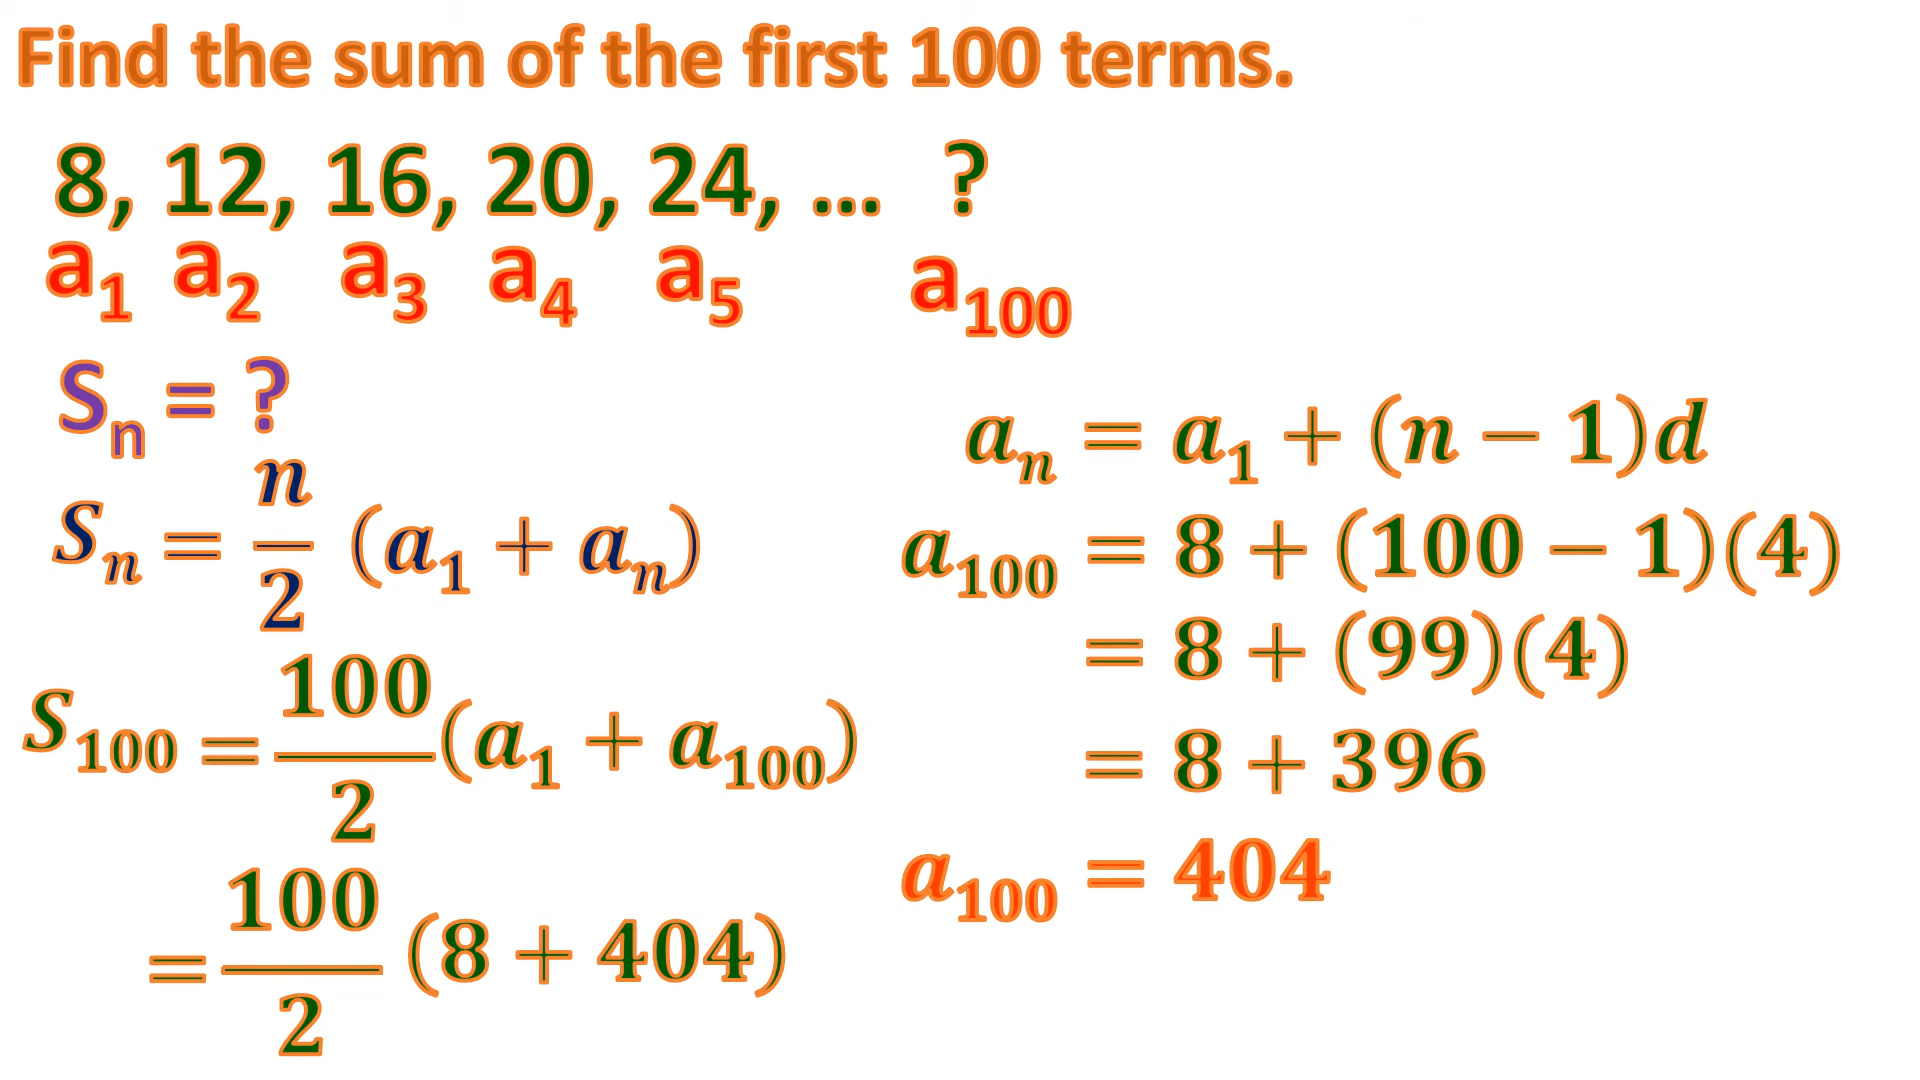 Find the sum of the first 100 terms.
8, 12, 16, 20, 24, ... ?
a₁ a₂ a₃ a₄ a₅ a₁₀₀
Sₙ = ?
Sₙ = n/2 (a₁ + aₙ)
S₁₀₀ = 100/2 (a₁ + a₁₀₀)
= 100/2 (8 + 404)
aₙ = a₁ + (n − 1)d
a₁₀₀ = 8 + (100 − 1)(4)
= 8 + (99)(4)
= 8 + 396
a₁₀₀ = 404